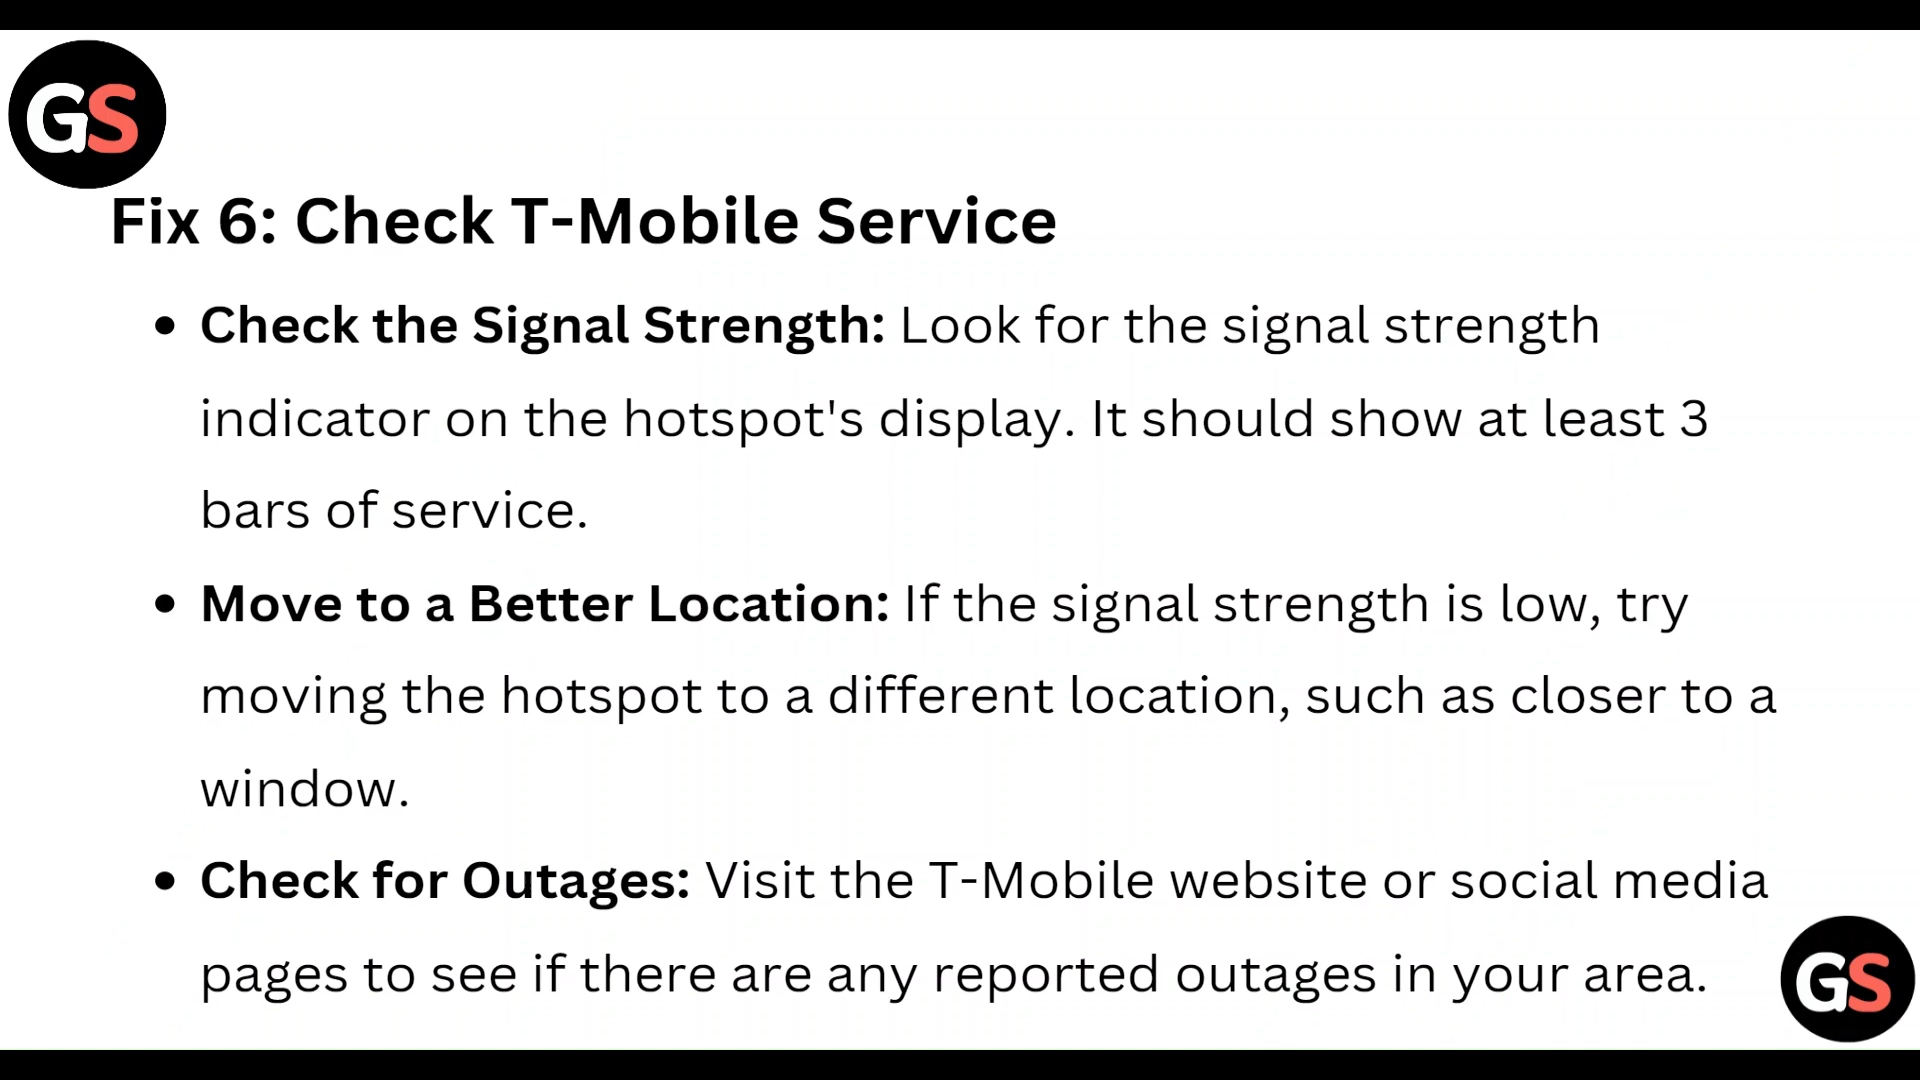 GS
Fix 6: Check T-Mobile Service
• Check the Signal Strength: Look for the signal strength
indicator on the hotspot's display. It should show at least 3
bars of service.
• Move to a Better Location: If the signal strength is low, try
moving the hotspot to a different location, such as closer to a
window.
• Check for Outages: Visit the T-Mobile website or social media
pages to see if there are any reported outages in your area.
GS